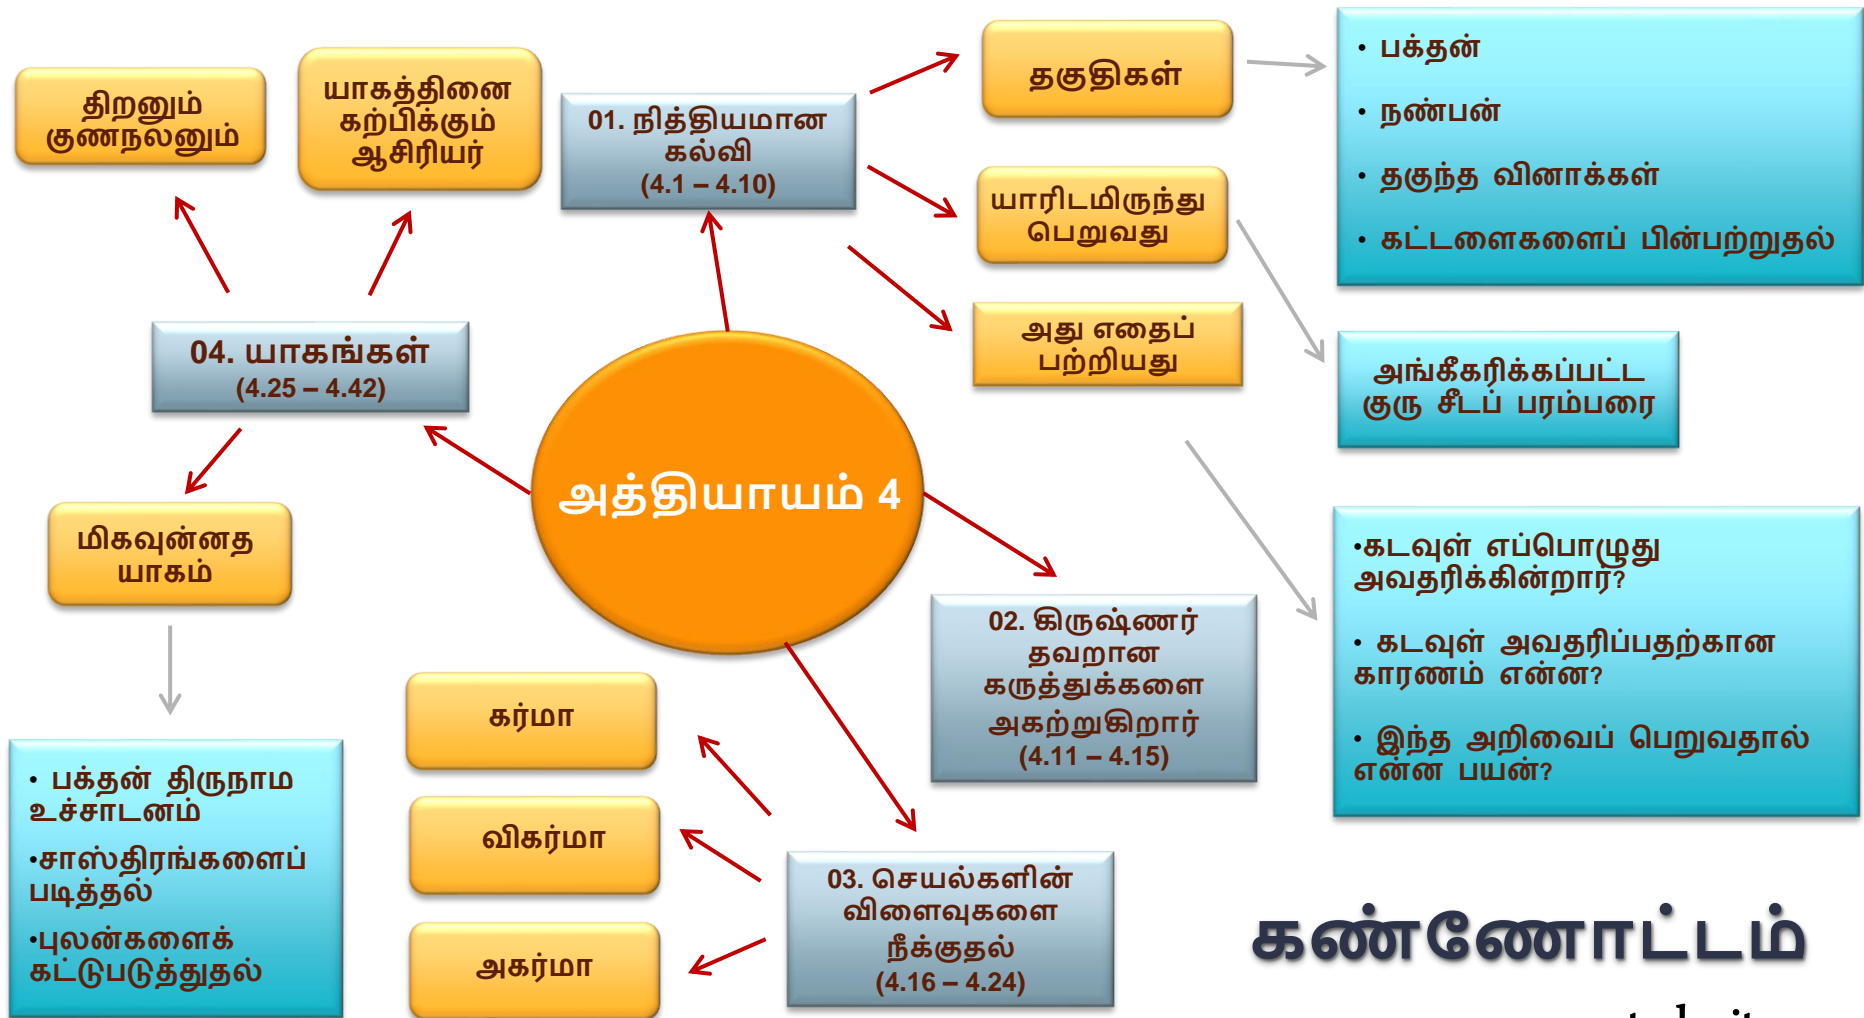 திறனும்
குணநலனும்
யாகத்தினை
கற்பிக்கும்
ஆசிரியர்
01. நித்தியமான
கல்வி
(4.1 – 4.10)
தகுதிகள்
• பக்தன்
• நண்பன்
• தகுந்த வினாக்கள்
• கட்டளைகளைப் பின்பற்றுதல்
யாரிடமிருந்து
பெறுவது
அது எதைப்
பற்றியது
அங்கீகரிக்கப்பட்ட
குரு சீடப் பரம்பரை
04. யாகங்கள்
(4.25 – 4.42)
அத்தியாயம் 4
மிகவுன்னத
யாகம்
•கடவுள் எப்பொழுது
அவதரிக்கின்றார்?
• கடவுள் அவதரிப்பதற்கான
காரணம் என்ன?
• இந்த அறிவைப் பெறுவதால்
என்ன பயன்?
02. கிருஷ்ணர்
தவறான
கருத்துக்களை
அகற்றுகிறார்
(4.11 – 4.15)
கர்மா
விகர்மா
அகர்மா
• பக்தன் திருநாம
உச்சாடனம்
•சாஸ்திரங்களைப்
படித்தல்
•புலன்களைக்
கட்டுபடுத்துதல்
03. செயல்களின்
விளைவுகளை
நீக்குதல்
(4.16 – 4.24)
கண்ணோட்டம்